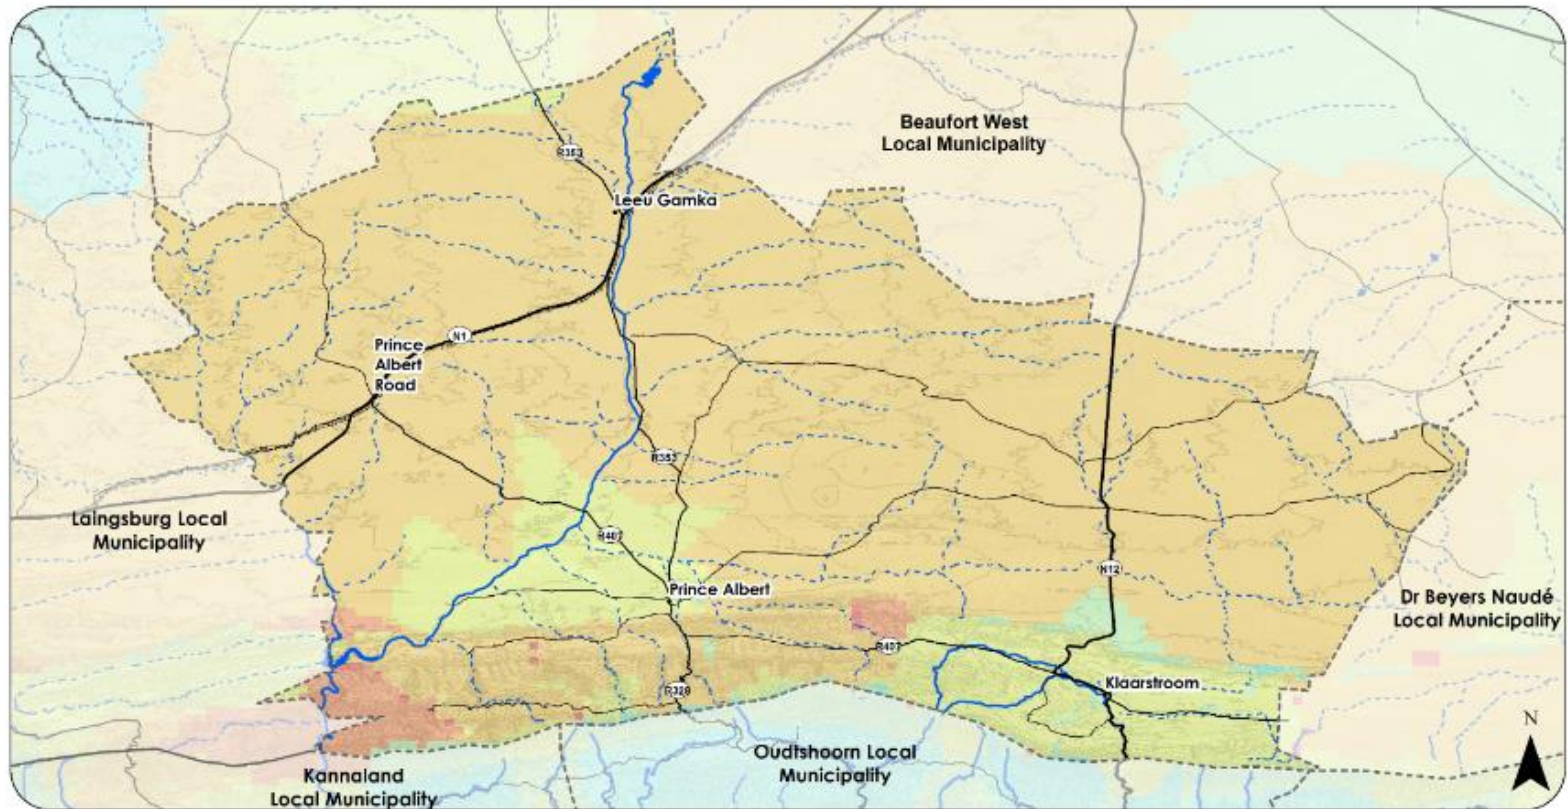 Beaufort West
Local Municipality
R353
Leeu Gamka
N1
Prince
Albert
Road
R353
Laingsburg Local
Municipality
R407
N12
Prince Albert
Dr Beyers Naudé
Local Municipality
R407
Klaarstroom
R328
N
Oudtshoorn Local
Municipality
Kannaland
Local Municipality